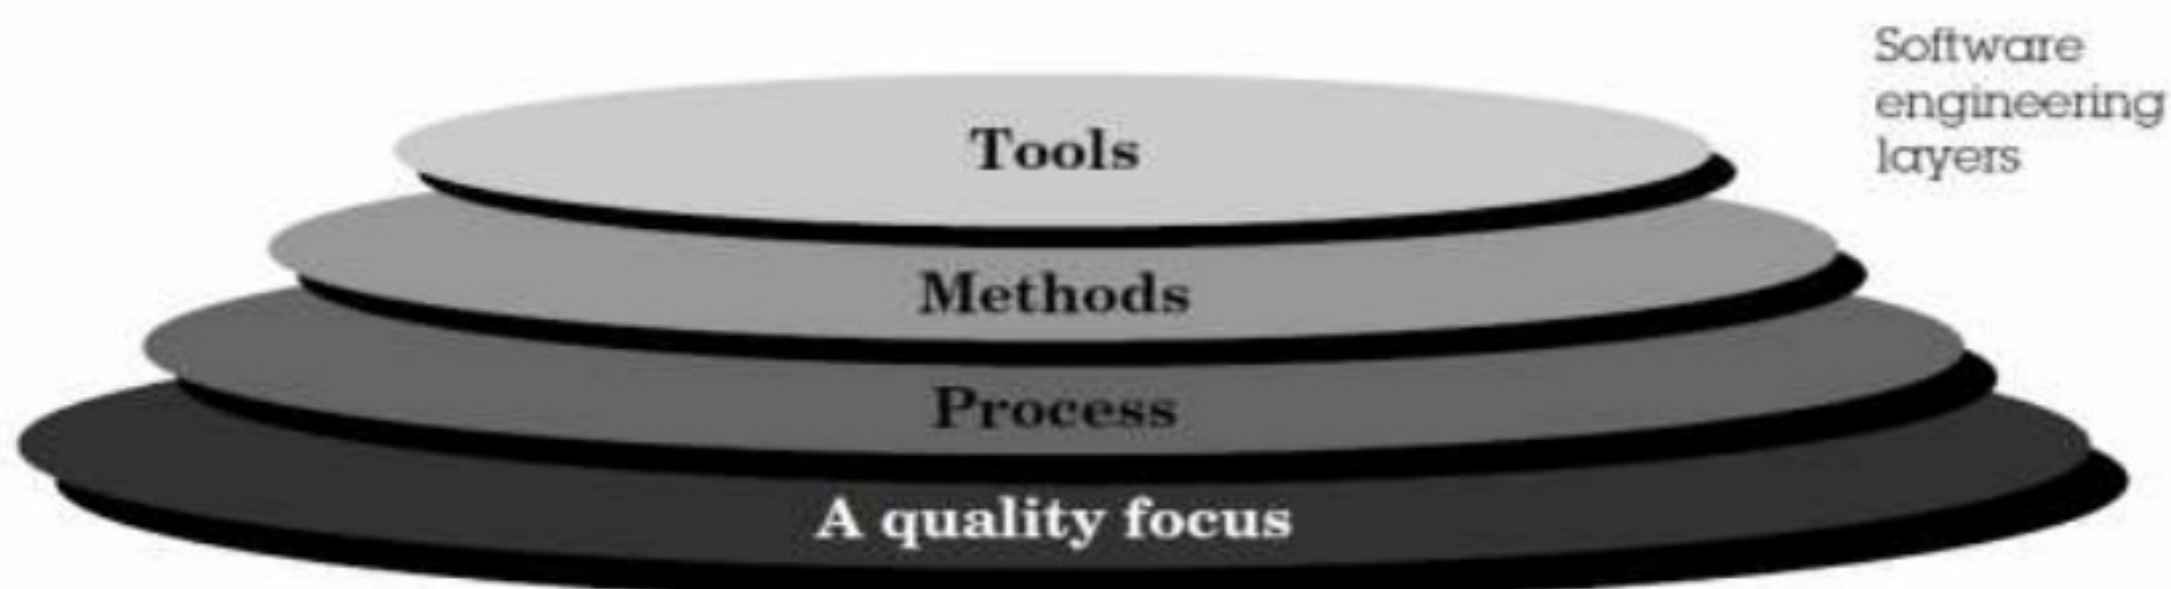 Software
engineering
layers
Tools
Methods
Process
A quality focus